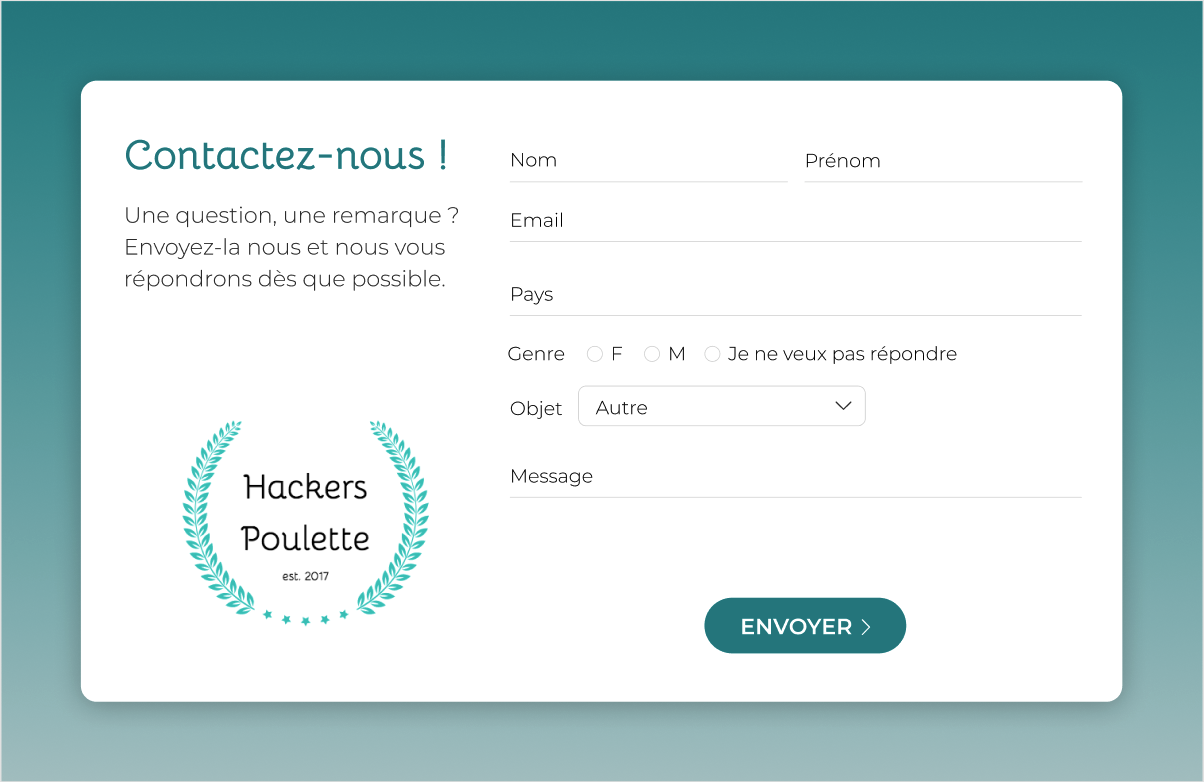 Contactez-nous !
Une question, une remarque ?
Envoyez-la nous et nous vous
répondrons dès que possible.
Hackers
Poulette
est. 2017
Nom
Prénom
Email
Pays
Genre F M Je ne veux pas répondre
Objet Autre
Message
ENVOYER